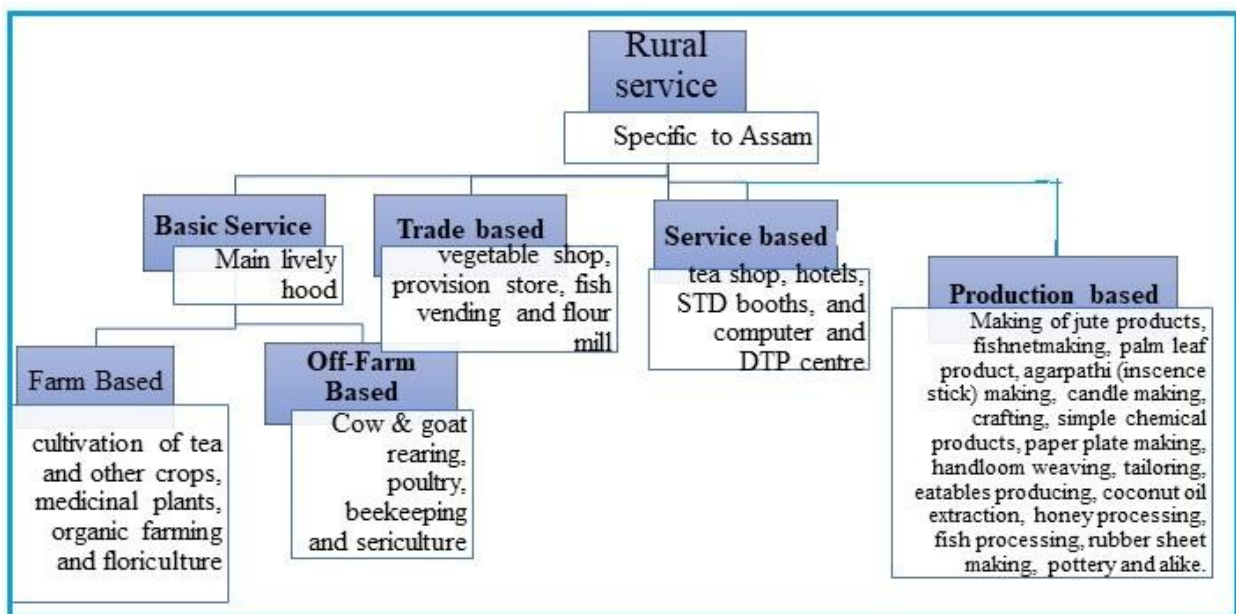 Rural
service
Specific to Assam
Basic Service
Main lively
hood
Trade based
vegetable shop,
provision store, fish
vending and flour
mill
Service based
tea shop, hotels,
STD booths, and
computer and
DTP centre
Production based
Making of jute products,
fishnetmaking, palm leaf
product, agarpathi (inscence
stick) making, candle making,
crafting, simple chemical
products, paper plate making,
handloom weaving, tailoring,
eatables producing, coconut oil
extraction, honey processing,
fish processing, rubber sheet
making, pottery and alike.
Farm Based
cultivation of tea
and other crops,
medicinal plants,
organic farming
and floriculture
Off-Farm
Based
Cow & goat
rearing,
poultry,
beekeeping
and sericulture